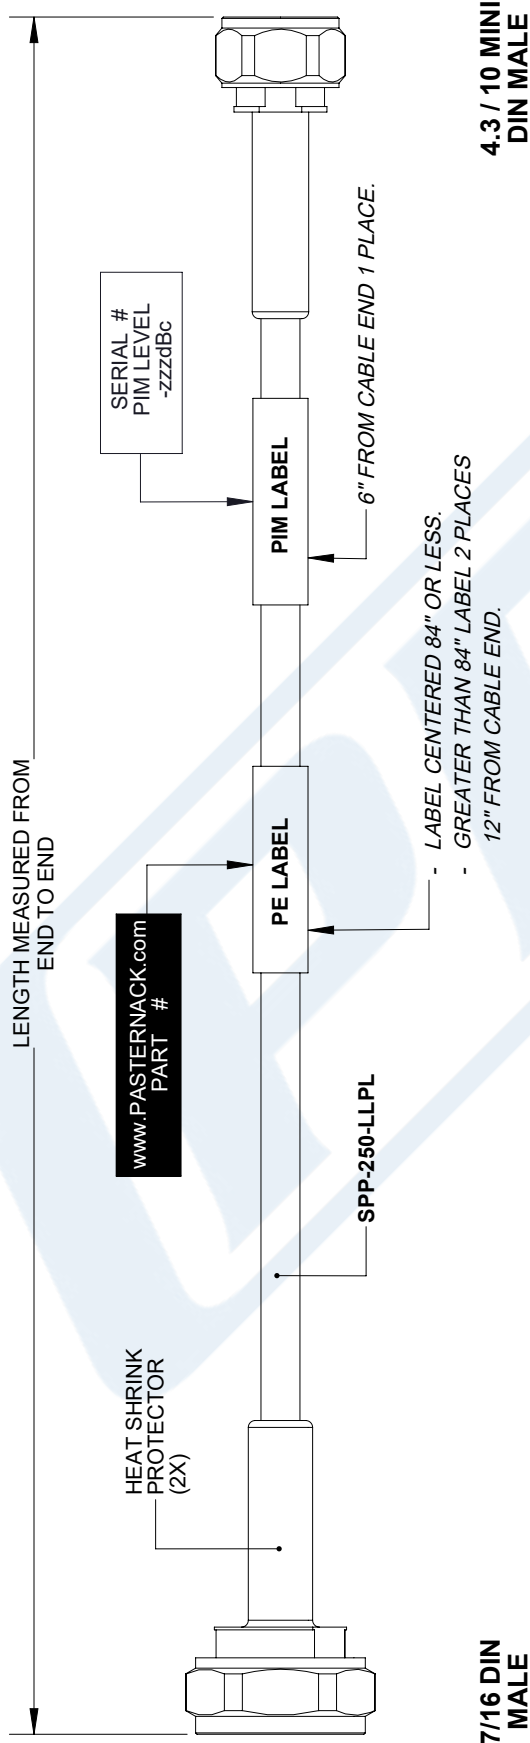 LENGTH MEASURED FROM
END TO END
SERIAL #
PIM LEVEL
-zzzdBc
www.PASTERNACK.com
PART #
HEAT SHRINK
PROTECTOR
(2X)
PE LABEL
PIM LABEL
SPP-250-LLPL
6" FROM CABLE END 1 PLACE.
- LABEL CENTERED 84" OR LESS.
- GREATER THAN 84" LABEL 2 PLACES
12" FROM CABLE END.
7/16 DIN
MALE
4.3 / 10 MINI
DIN MALE